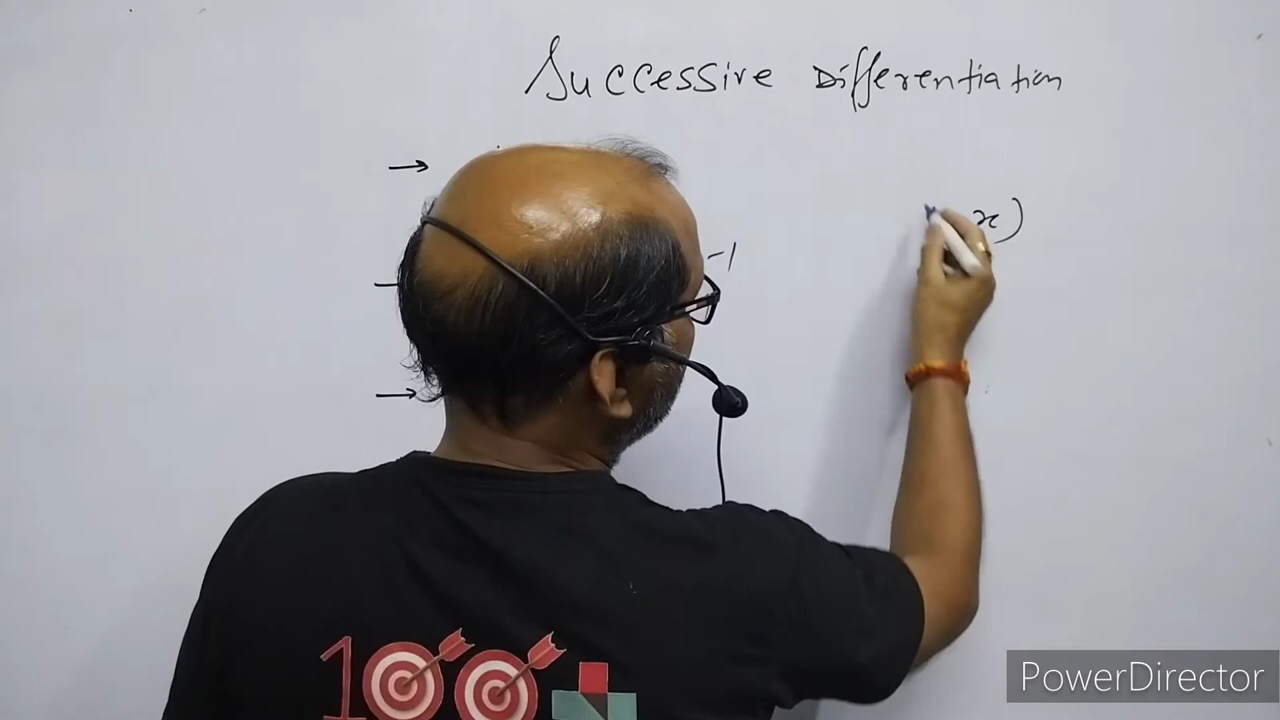 Successive Differentiation
→
x)
-1
→
100+
PowerDirector